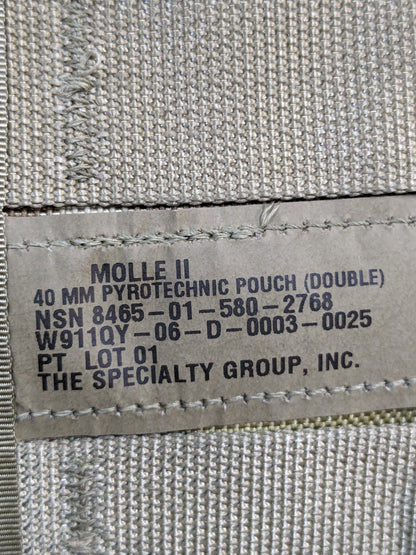 MOLLE II
40 MM PYROTECHNIC POUCH (DOUBLE)
NSN 8465-01-580-2768
W911QY-06-D-0003-0025
PT LOT 01
THE SPECIALTY GROUP, INC.